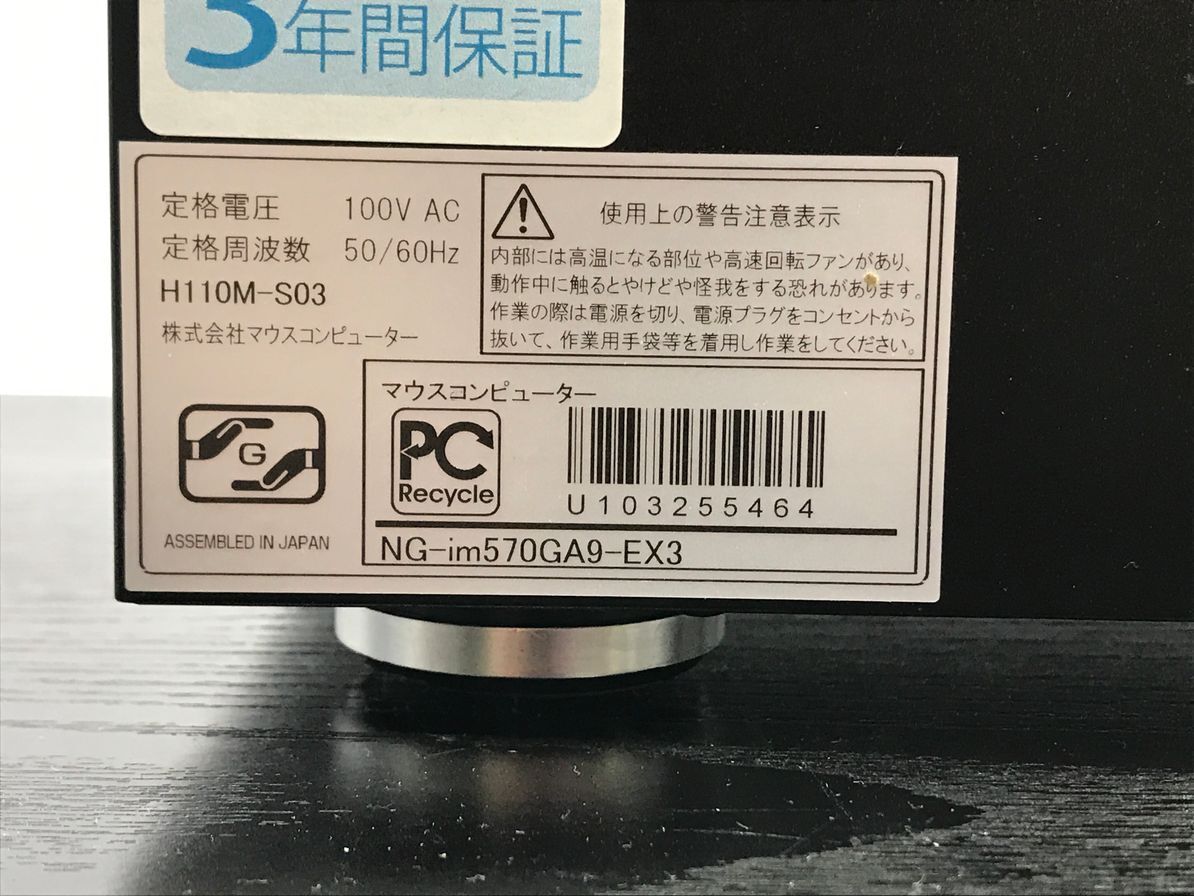 3年間保証
定格電圧 100V AC
定格周波数 50/60Hz
H110M-S03
株式会社マウスコンピューター
使用上の警告注意表示
内部には高温になる部位や高速回転ファンがあり、
動作中に触るとやけどや怪我をする恐れがあります。
作業の際は電源を切り、電源プラグをコンセントから
抜いて、作業用手袋等を着用し作業をしてください。
G
ASSEMBLED IN JAPAN
マウスコンピューター
PC
Recycle
U103255464
NG-im570GA9-EX3